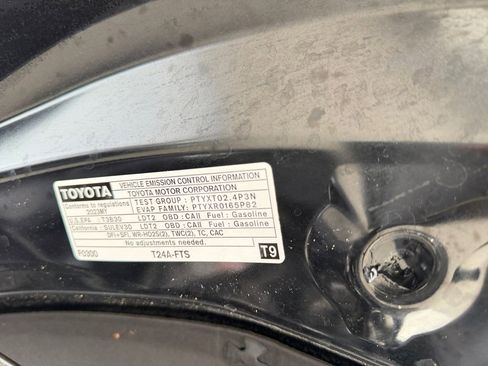 TOYOTA
VEHICLE EMISSION CONTROL INFORMATION
TOYOTA MOTOR CORPORATION
Conforms to regulations
2023MY
TEST GROUP : PTYXT02.4P3N
EVAP FAMILY: PTYXR0165P82
U.S.EPA : T3B30 LDT2 OBD:CAII Fuel: Gasoline
California : SULEV30 LDT2 OBD:CAII Fuel: Gasoline
DFI+SFI, WR-HO2S(2), TWC(2), TC, CAC
No adjustments needed.
F0300 T24A-FTS T9